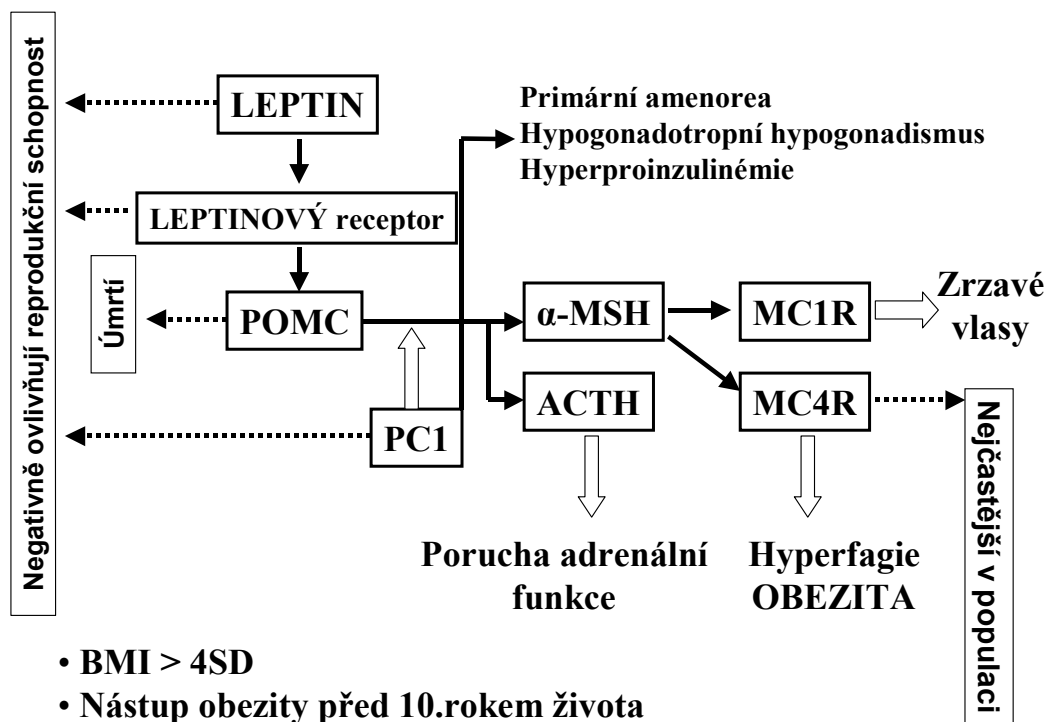 Negativně ovlivňují reprodukční schopnost
LEPTIN
Primární amenorea
Hypogonadotropní hypogonadismus
Hyperproinzulinémie
LEPTINOVÝ receptor
Úmrtí
POMC
α-MSH
MC1R
Zrzavé
vlasy
PC1
ACTH
MC4R
Nejčastější v populaci
Porucha adrenální
funkce
Hyperfagie
OBEZITA
• BMI > 4SD
• Nástup obezity před 10.rokem života